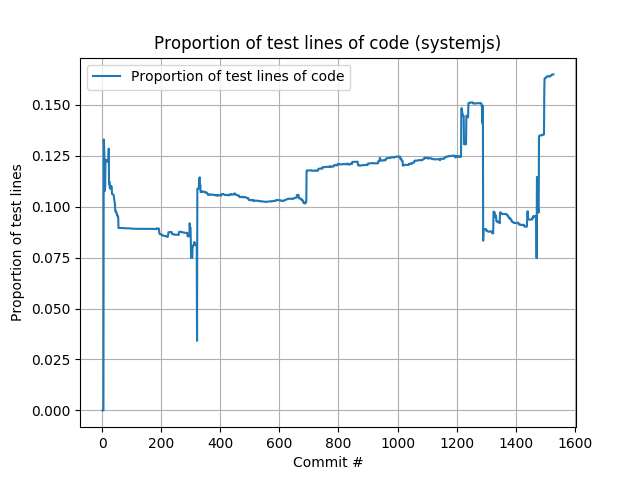 Proportion of test lines of code (systemjs)
Proportion of test lines of code
Proportion of test lines
0.150
0.125
0.100
0.075
0.050
0.025
0.000
0 200 400 600 800 1000 1200 1400 1600
Commit #